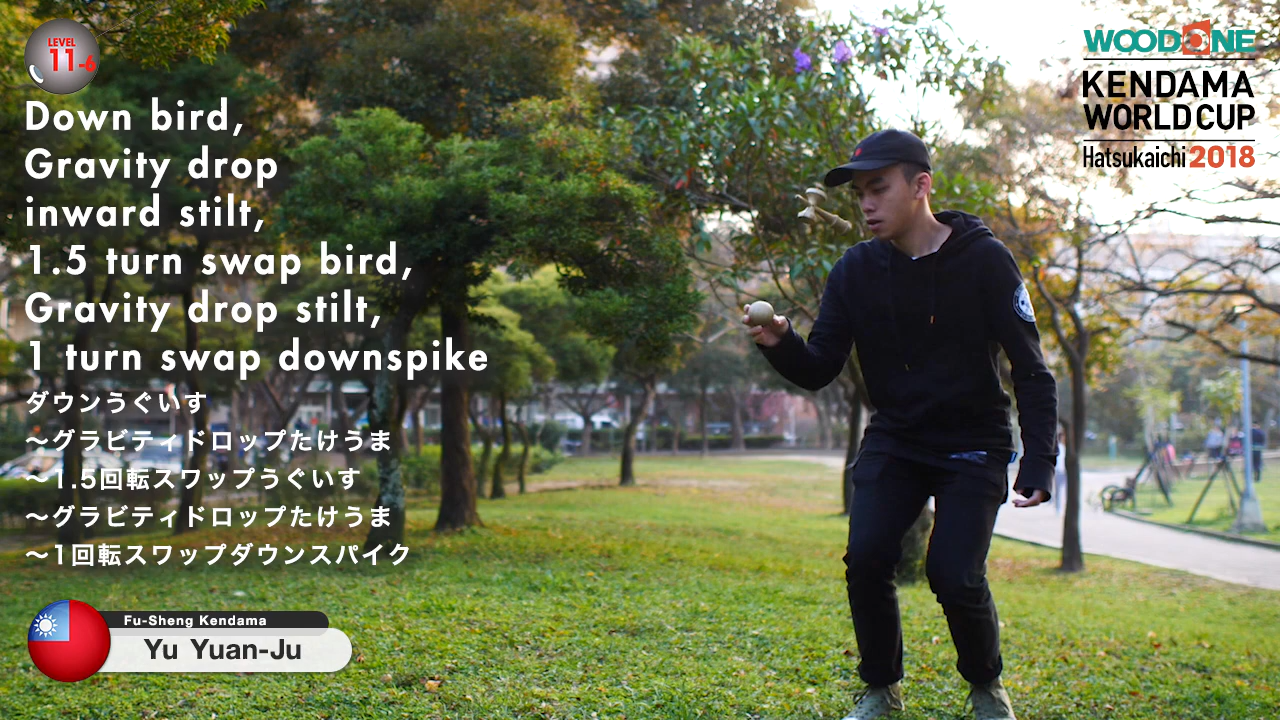 LEVEL
11-6
Down bird,
Gravity drop
inward stilt,
1.5 turn swap bird,
Gravity drop stilt,
1 turn swap downspike
ダウンうぐいす
〜グラビティドロップたけうま
〜1.5回転スワップうぐいす
〜グラビティドロップたけうま
〜1回転スワップダウンスパイク
Fu-Sheng Kendama
Yu Yuan-Ju
WOODONE
KENDAMA
WORLD CUP
Hatsukaichi 2018